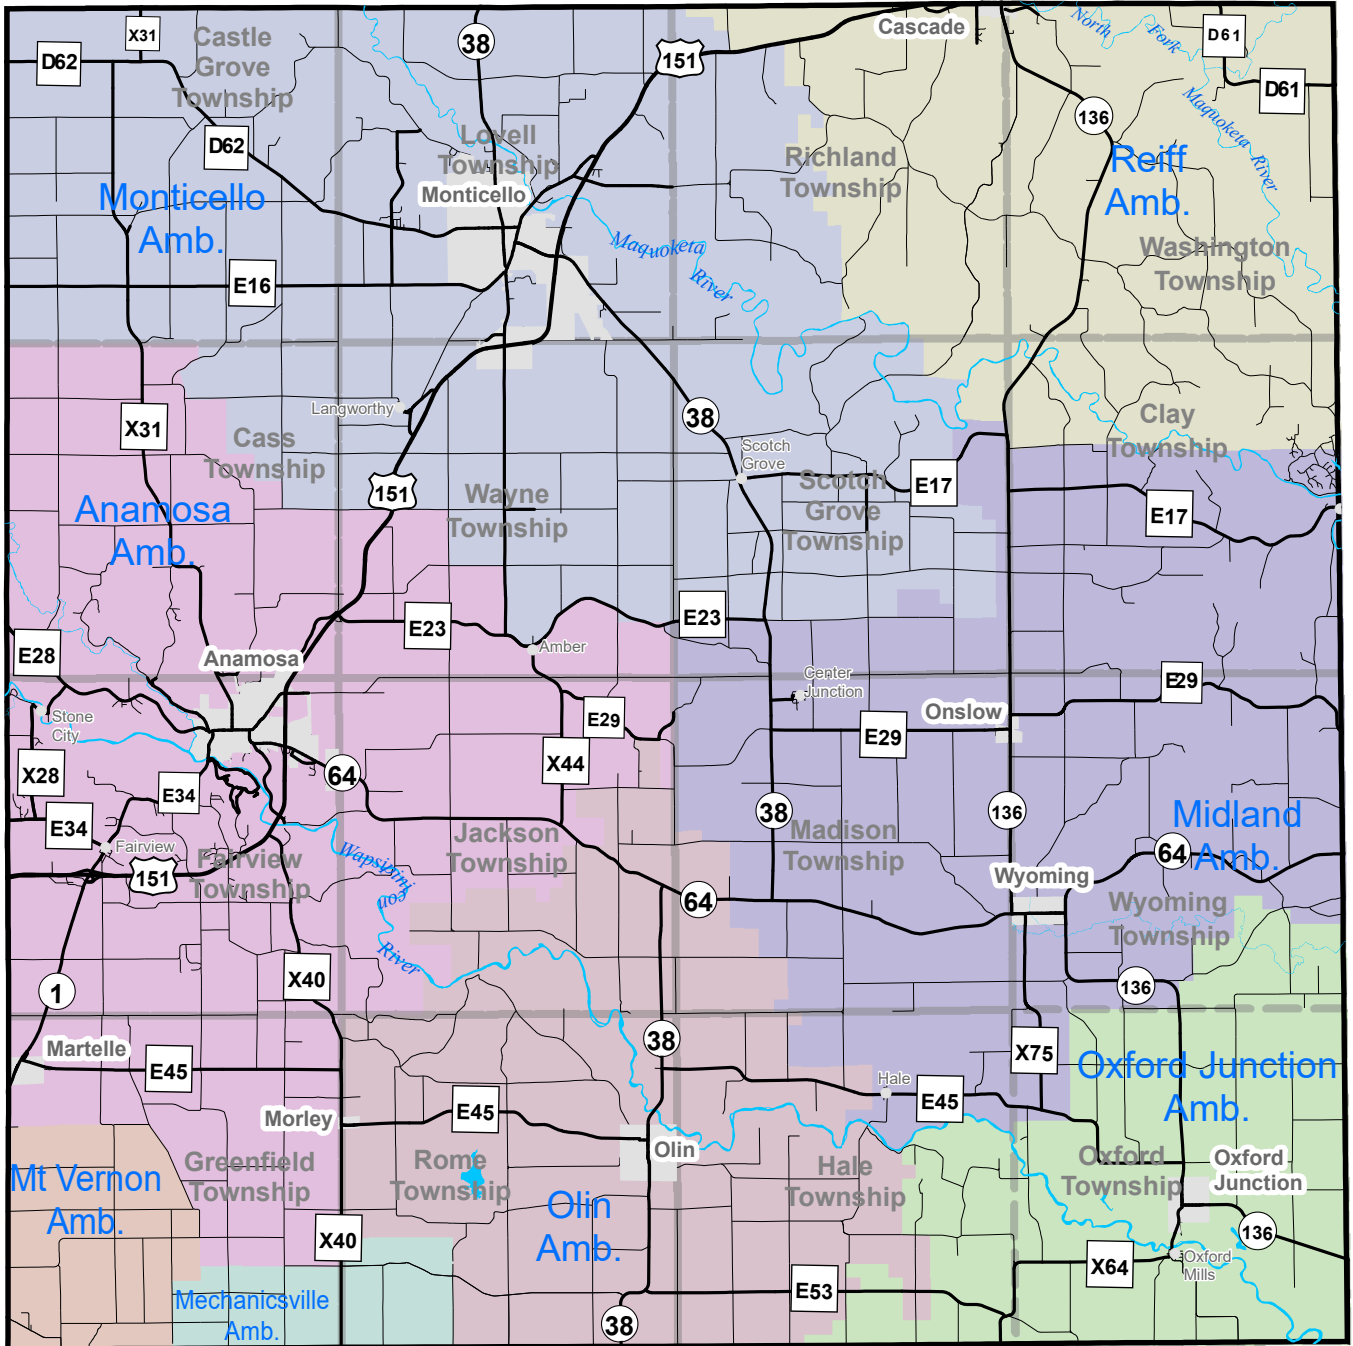 Cascade
North
Fork
Maquoketa
River
X31
Castle
Grove
Township
38
151
D61
D62
D61
136
D62
Lovell
Township
Monticello
Richland
Township
Reiff
Amb.
Monticello
Amb.
Washington
Township
Maquoketa
River
E16
Langworthy
38
X31
Cass
Township
Clay
Township
Scotch
Grove
151
Wayne
Township
Scotch
Grove
Township
E17
E17
Anamosa
Amb.
E23
E23
E28
Anamosa
Amber
Center
Junction
E29
Stone
City
E29
Onslow
E29
X28
64
X44
E34
E34
38
136
Midland
Amb.
Fairview
Fairview
Township
151
Jackson
Township
Madison
Township
64
Wapsipini
con
River
64
Wyoming
Wyoming
Township
1
X40
136
Martelle
E45
38
X75
Oxford Junction
Amb.
Hale
E45
E45
Morley
Olin
Mt Vernon
Amb.
Greenfield
Township
Rome
Township
Hale
Township
Oxford
Township
Oxford
Junction
Olin
Amb.
X40
136
X64
Oxford
Mills
Mechanicsville
Amb.
E53
38